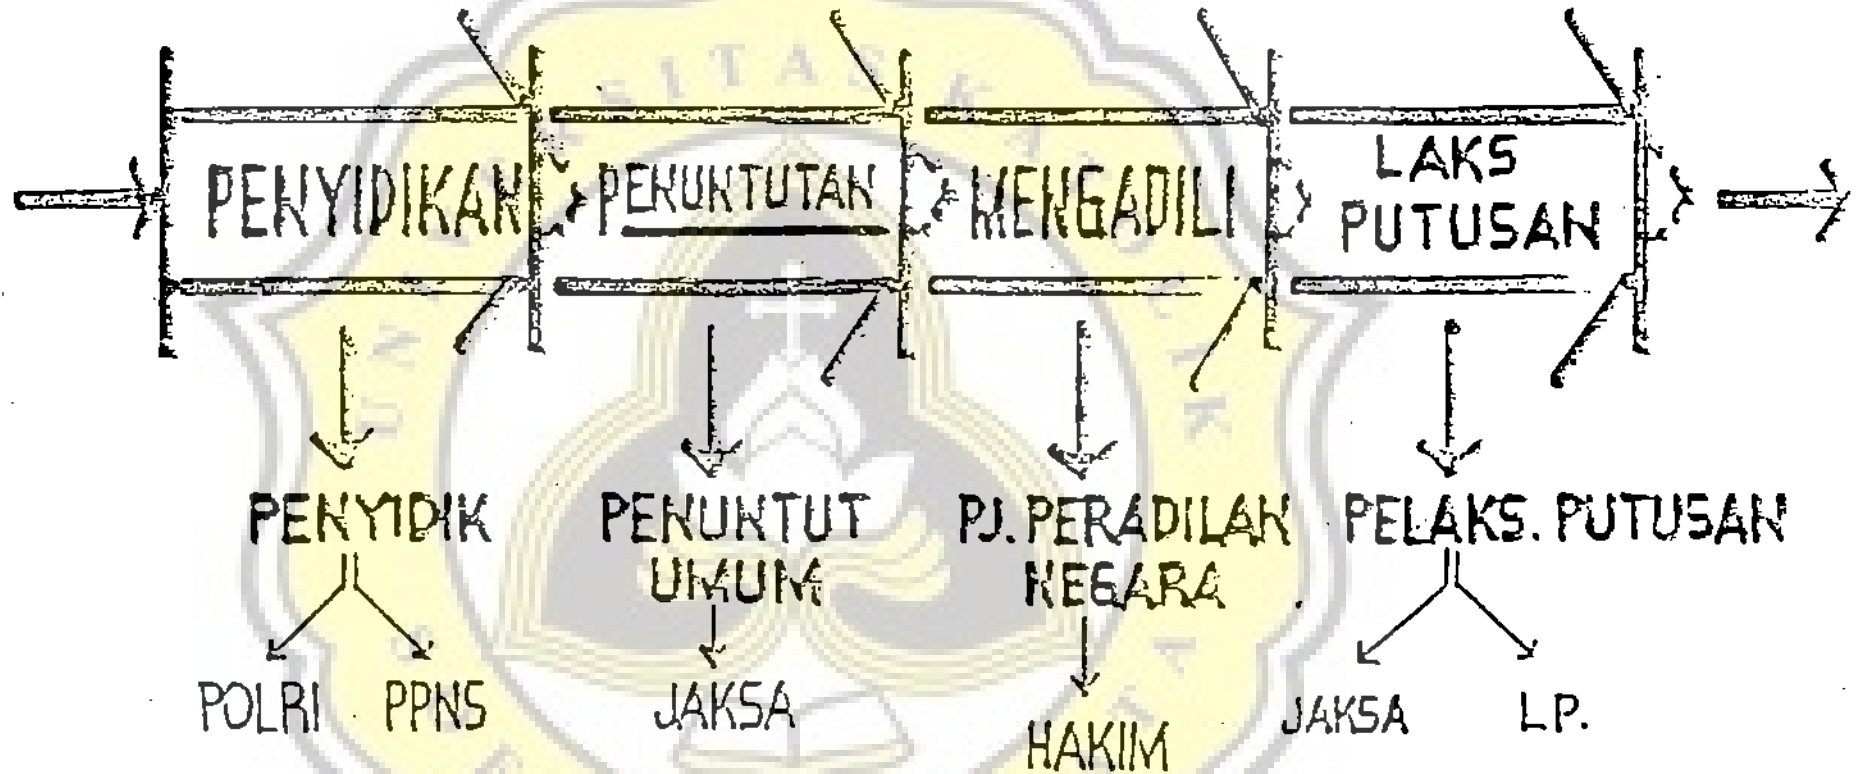 PENYIDIKAN
PENUNTUTAN
MENGADILI
LAKS
PUTUSAN
PENYIDIK
PENUNTUT
UMUM
PJ. PERADILAN
NEGARA
PELAKS. PUTUSAN
POLRI
PPNS
JAKSA
HAKIM
JAKSA
LP.